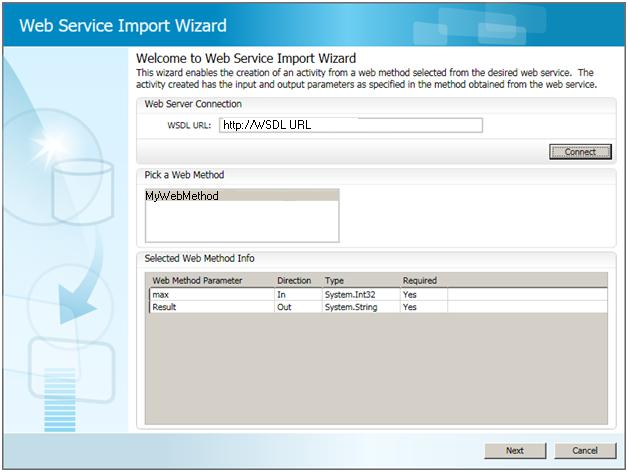 Web Service Import Wizard
Welcome to Web Service Import Wizard
This wizard enables the creation of an activity from a web method selected from the desired web service. The
activity created has the input and output parameters as specified in the method obtained from the web service.
Web Server Connection
WSDL URL: http://WSDL URL
Connect
Pick a Web Method
MyWebMethod
Selected Web Method Info
Web Method Parameter Direction Type Required
max In System.Int32 Yes
Result Out System.String Yes
Next Cancel